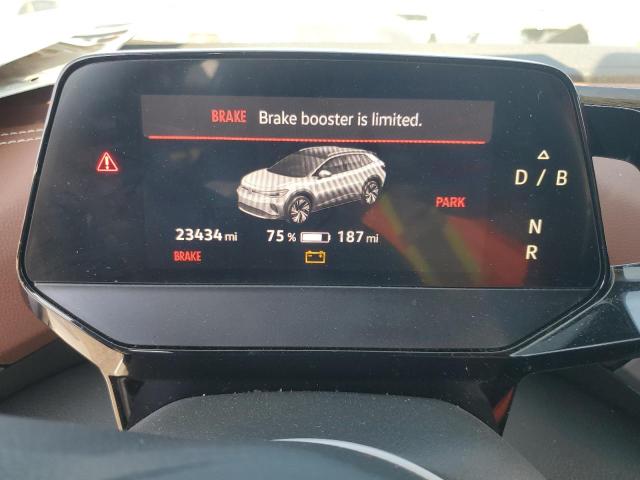 BRAKE Brake booster is limited.
D / B
PARK
N
23434 mi 75 % 187 mi
R
BRAKE